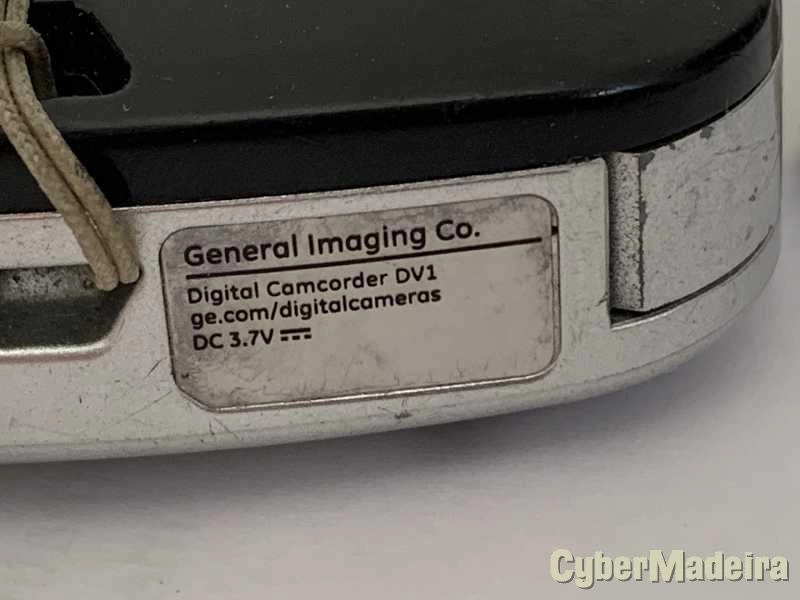 General Imaging Co.
Digital Camcorder DV1
ge.com/digitalcameras
DC 3.7V ⎓
CyberMadeira